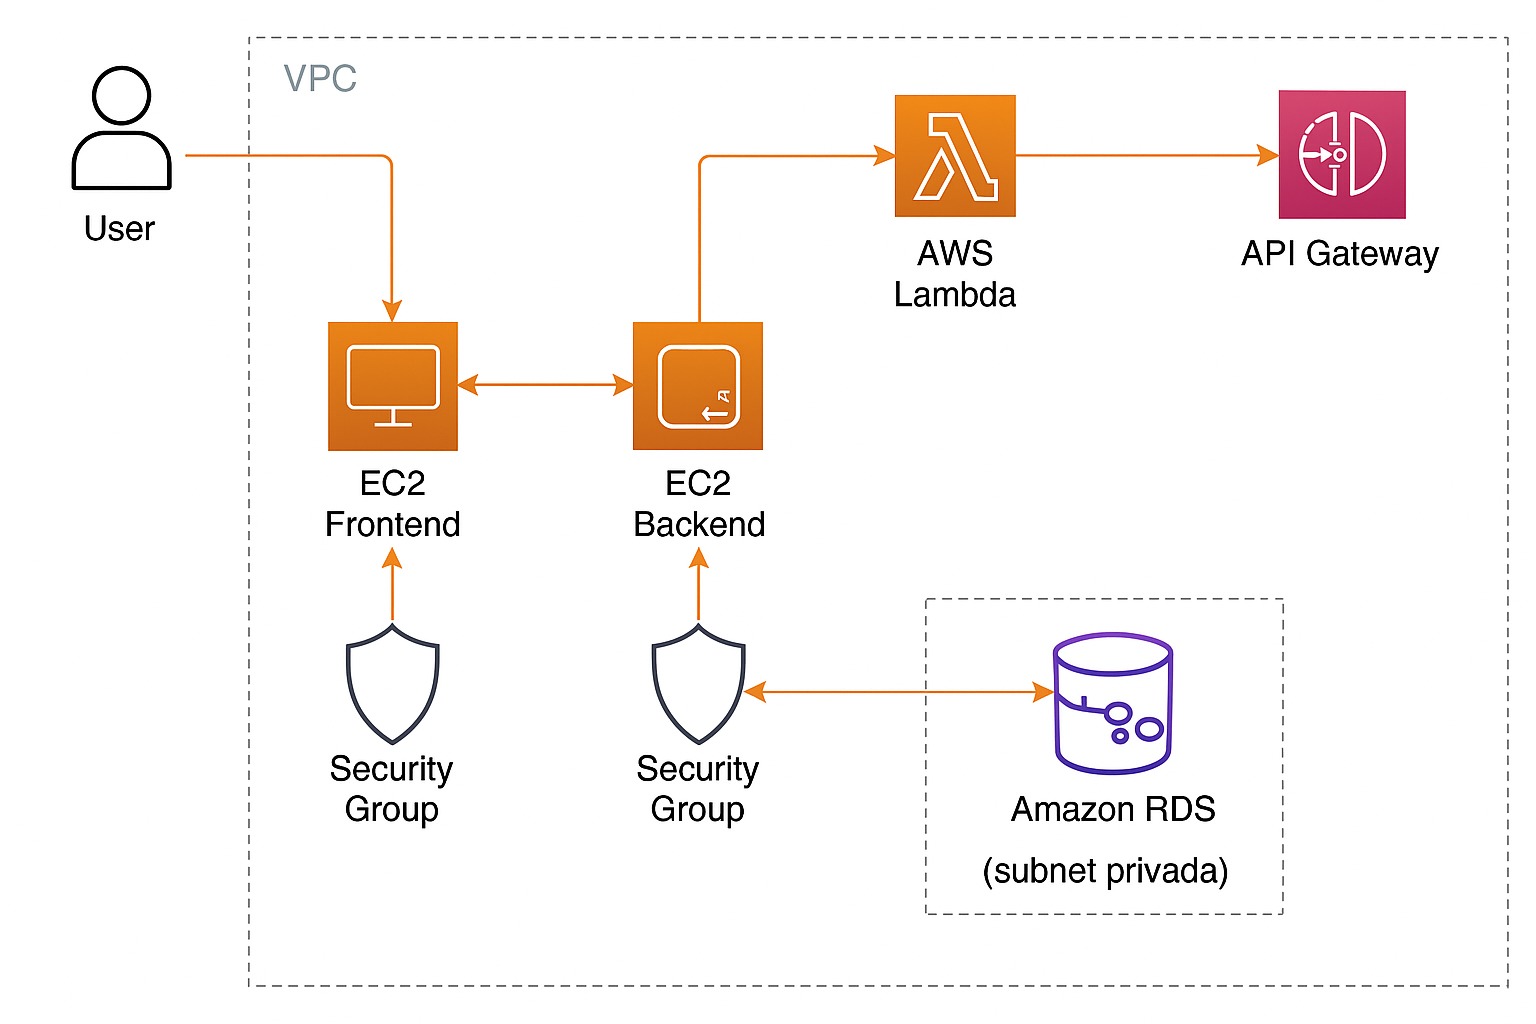 VPC
User
AWS
Lambda
API Gateway
EC2
Frontend
EC2
Backend
Security
Group
Security
Group
Amazon RDS
(subnet privada)